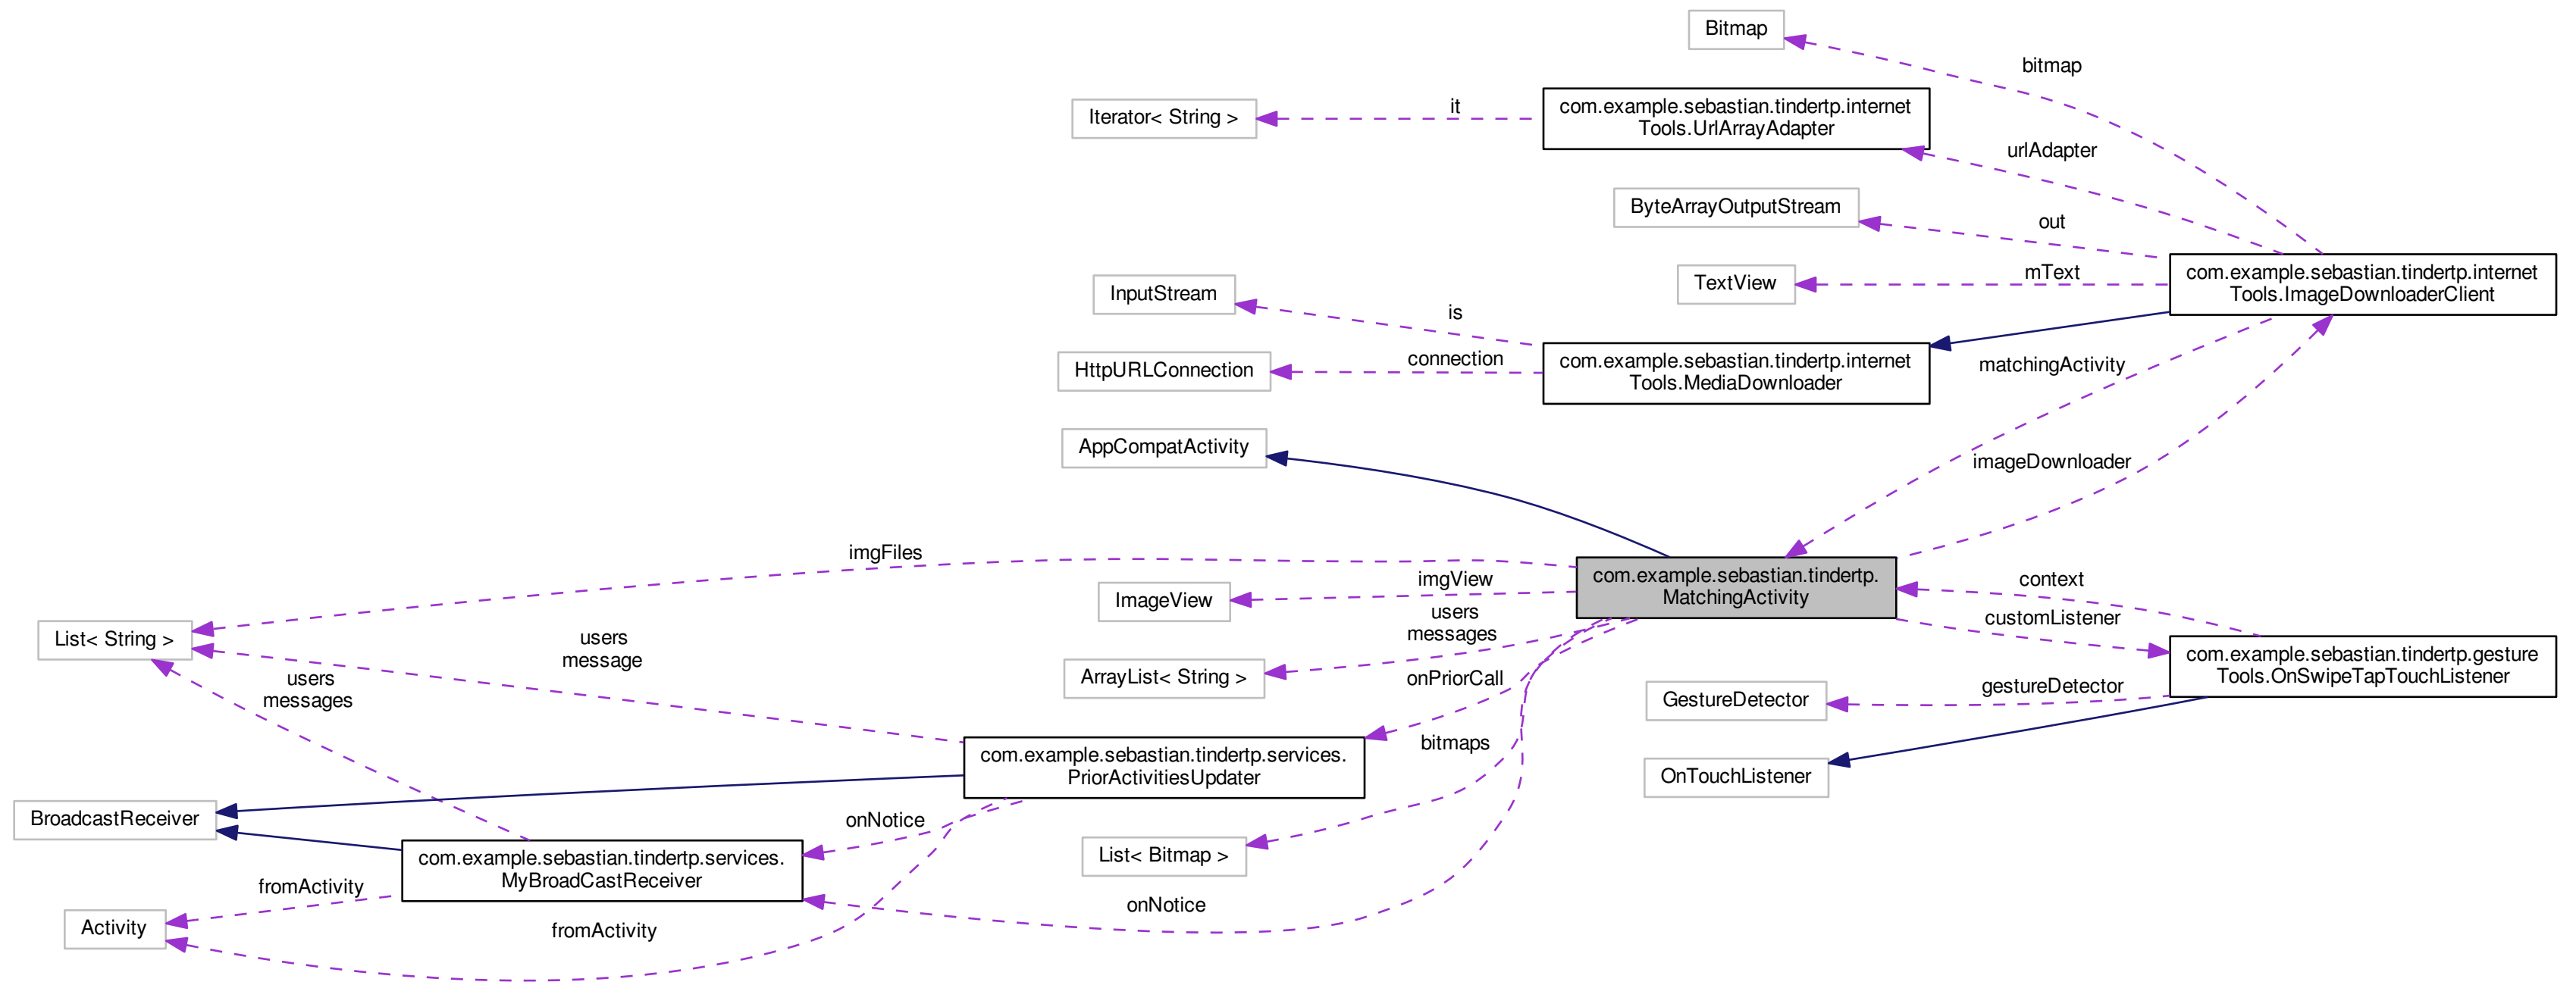 Bitmap
bitmap
Iterator< String >
it
com.example.sebastian.tindertp.internet
Tools.UrlArrayAdapter
urlAdapter
ByteArrayOutputStream
out
TextView
mText
com.example.sebastian.tindertp.internet
Tools.ImageDownloaderClient
InputStream
is
HttpURLConnection
connection
com.example.sebastian.tindertp.internet
Tools.MediaDownloader
matchingActivity
AppCompatActivity
imageDownloader
imgFiles
ImageView
imgView
com.example.sebastian.tindertp.
MatchingActivity
context
customListener
List< String >
users
message
users
messages
ArrayList< String >
users
messages
onPriorCall
com.example.sebastian.tindertp.gesture
Tools.OnSwipeTapTouchListener
GestureDetector
gestureDetector
OnTouchListener
com.example.sebastian.tindertp.services.
PriorActivitiesUpdater
bitmaps
BroadcastReceiver
onNotice
com.example.sebastian.tindertp.services.
MyBroadCastReceiver
List< Bitmap >
fromActivity
Activity
onNotice
fromActivity